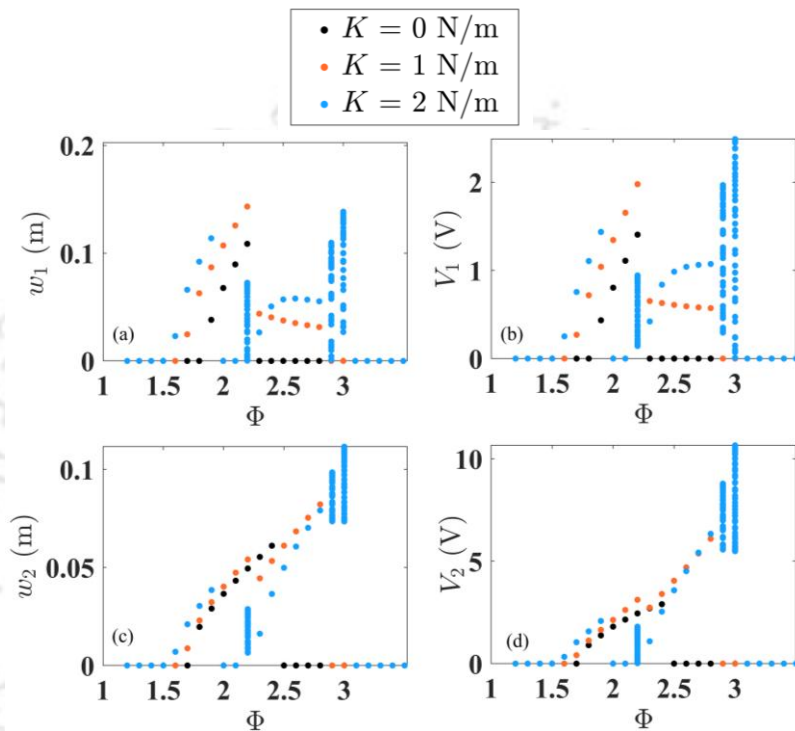 K = 0 N/m
K = 1 N/m
K = 2 N/m
0.2
0.1
0
w₁ (m)
(a)
1 1.5 2 2.5 3
Φ
2
1
0
V₁ (V)
(b)
1 1.5 2 2.5 3
Φ
0.1
0.05
0
w₂ (m)
(c)
1 1.5 2 2.5 3
Φ
10
5
0
V₂ (V)
(d)
1 1.5 2 2.5 3
Φ